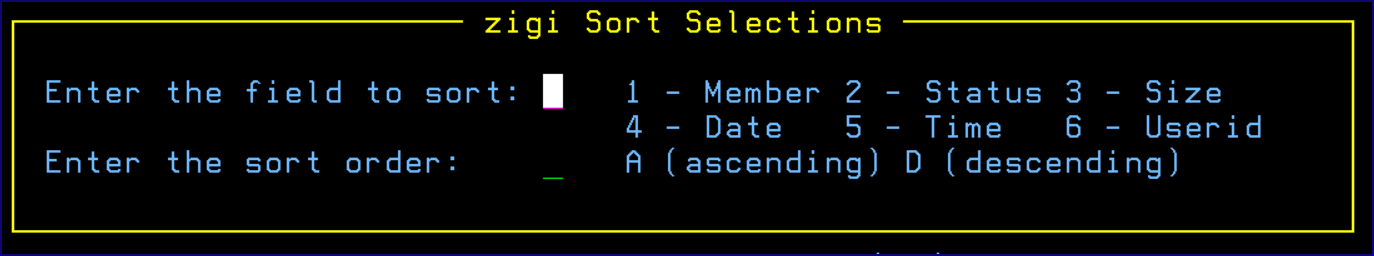 zigi Sort Selections
Enter the field to sort: 1 - Member 2 - Status 3 - Size
4 - Date 5 - Time 6 - Userid
Enter the sort order: _ A (ascending) D (descending)